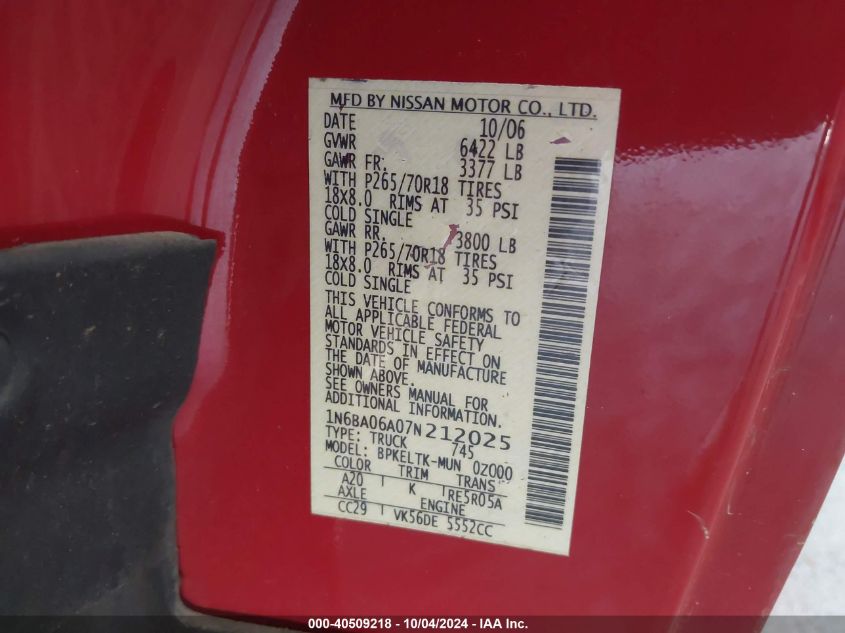 MFD BY NISSAN MOTOR CO., LTD.
DATE 10/06
GVWR 6422 LB
GAWR FR. 3377 LB
WITH P265/70R18 TIRES
18X8.0 RIMS AT 35 PSI
COLD SINGLE
GAWR RR. 3800 LB
WITH P265/70R18 TIRES
18X8.0 RIMS AT 35 PSI
COLD SINGLE
THIS VEHICLE CONFORMS TO
ALL APPLICABLE FEDERAL
MOTOR VEHICLE SAFETY
STANDARDS IN EFFECT ON
THE DATE OF MANUFACTURE
SHOWN ABOVE.
SEE OWNERS MANUAL FOR
ADDITIONAL INFORMATION.
1N6BA06A07N212025
TYPE: TRUCK 745
MODEL: BPKELTK-MUN 0Z000
COLOR TRIM TRANS
A20 K TRE5R05A
AXLE ENGINE
CC29 VK56DE 5552CC
000-40509218 - 10/04/2024 - IAA Inc.